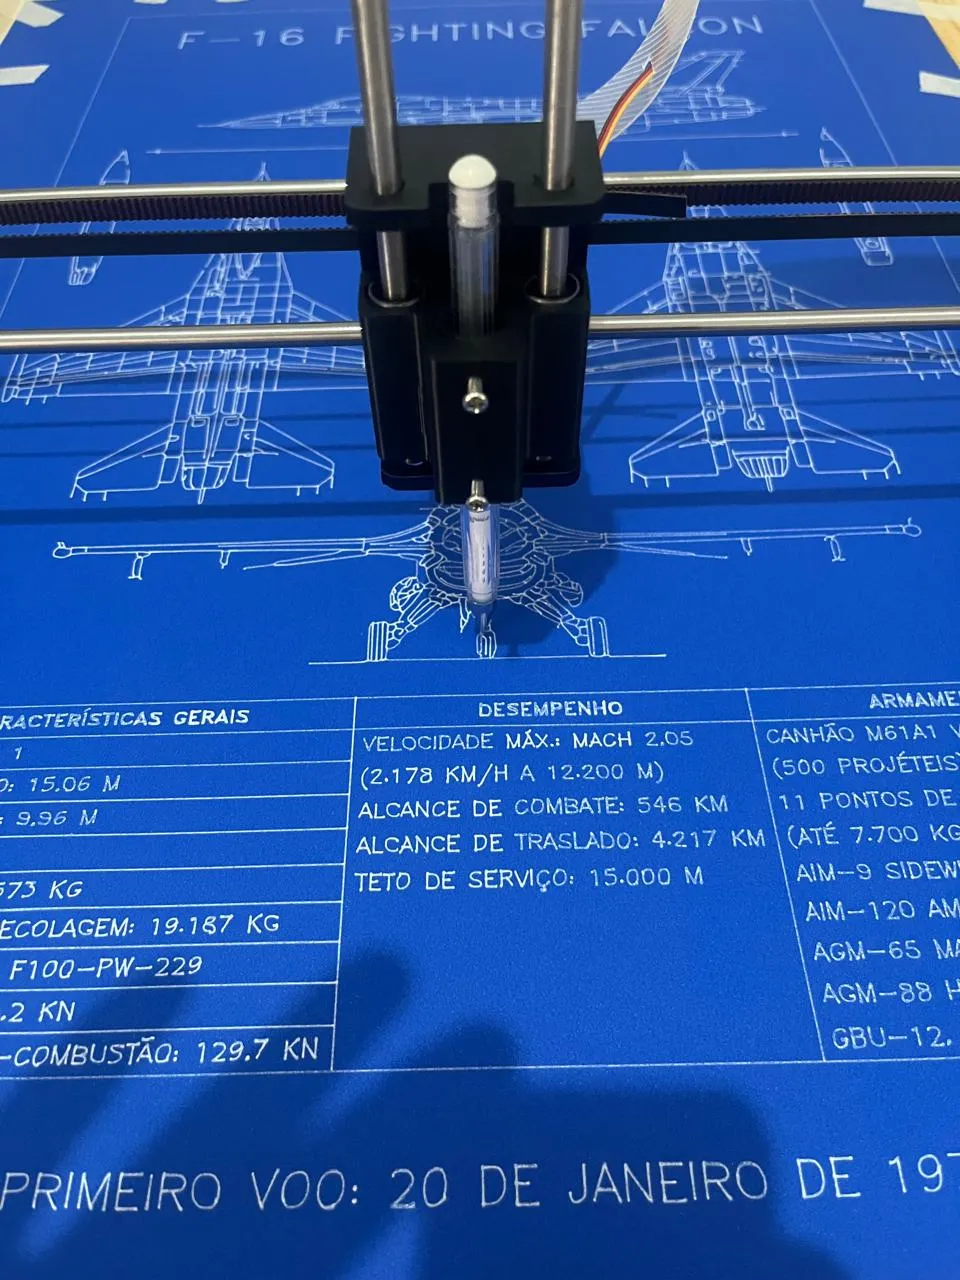 F-16 FIGHTING FALCON
RACTERÍSTICAS GERAIS
1
O: 15.06 M
: 9.96 M
573 KG
ECOLAGEM: 19.187 KG
F100-PW-229
.2 KN
-COMBUSTÃO: 129.7 KN
DESEMPENHO
VELOCIDADE MÁX.: MACH 2.05
(2.178 KM/H A 12.200 M)
ALCANCE DE COMBATE: 546 KM
ALCANCE DE TRASLADO: 4.217 KM
TETO DE SERVIÇO: 15.000 M
ARMAME
CANHÃO M61A1 V
(500 PROJÉTEIS)
11 PONTOS DE
(ATÉ 7.700 KG
AIM-9 SIDEW
AIM-120 AM
AGM-65 MA
AGM-88 H
GBU-12.
PRIMEIRO VOO: 20 DE JANEIRO DE 197